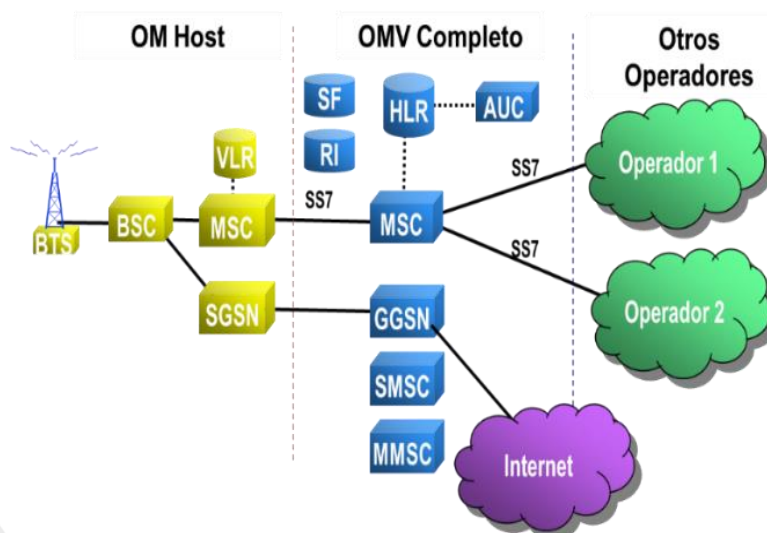 OM Host
OMV Completo
Otros
Operadores
SF
HLR
AUC
VLR
RI
Operador 1
SS7
BTS
BSC
MSC
SS7
MSC
SS7
SGSN
GGSN
Operador 2
SMSC
MMSC
Internet